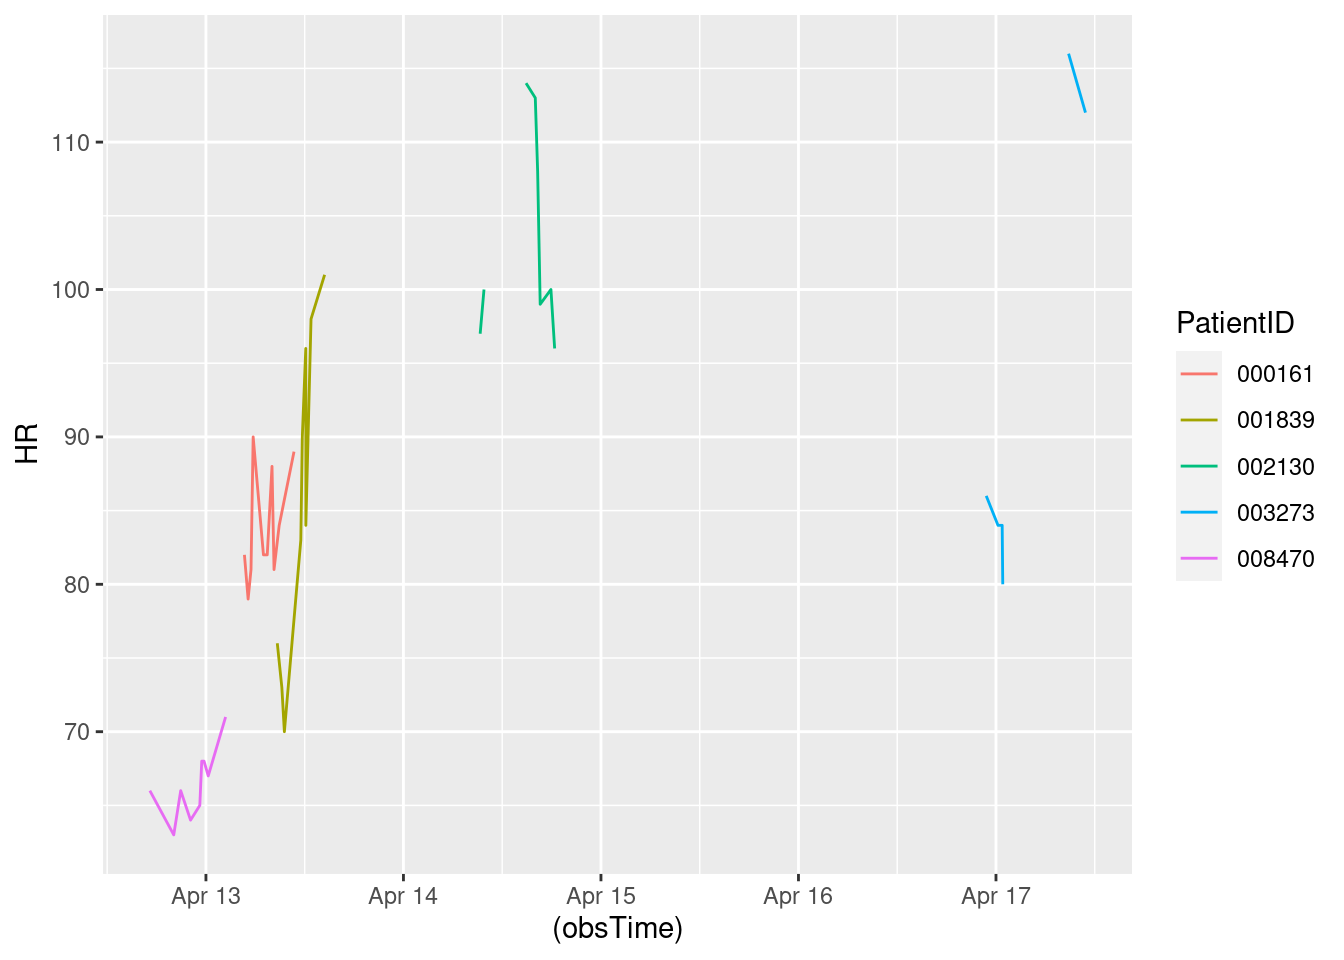 110
100
90
80
70
HR
Apr 13
Apr 14
Apr 15
Apr 16
Apr 17
(obsTime)
PatientID
000161
001839
002130
003273
008470